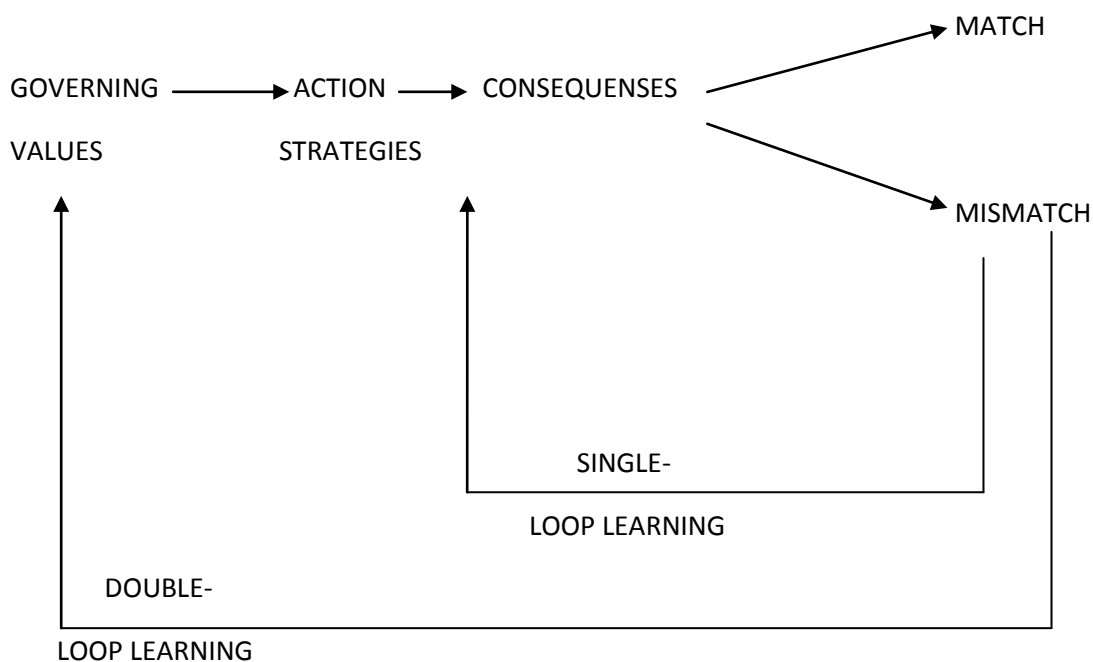 MATCH
GOVERNING ACTION CONSEQUENSES
VALUES STRATEGIES
MISMATCH
SINGLE-
LOOP LEARNING
DOUBLE-
LOOP LEARNING